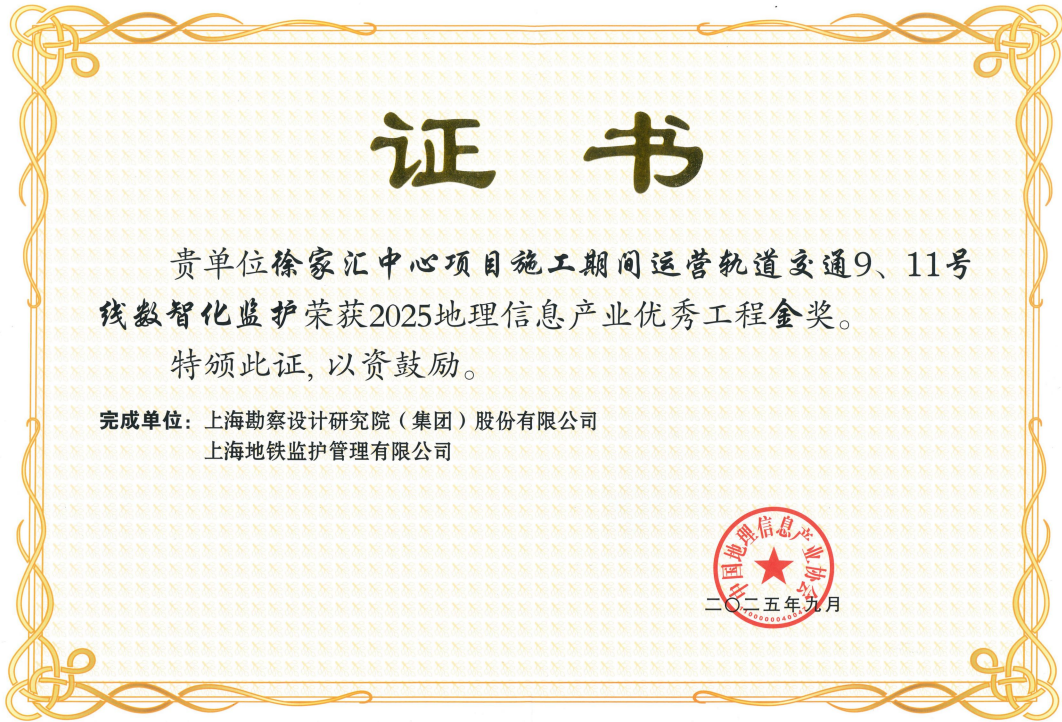 证 书
贵单位徐家汇中心项目施工期间运营轨道交通9、11号
线数智化监护荣获2025地理信息产业优秀工程金奖。
特颁此证, 以资鼓励。
完成单位：上海勘察设计研究院（集团）股份有限公司
上海地铁监护管理有限公司
中国地理信息产业协会
二〇二五年九月